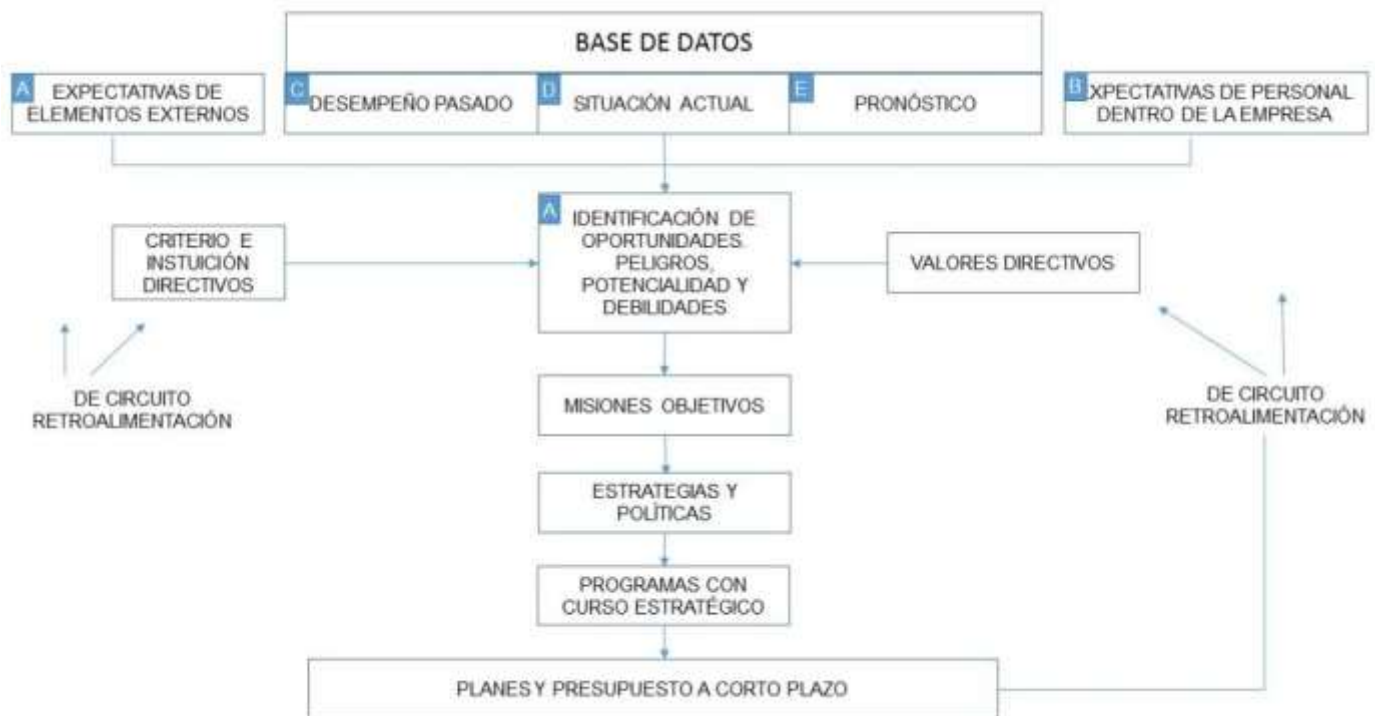 BASE DE DATOS
A
EXPECTATIVAS DE
ELEMENTOS EXTERNOS
C
DESEMPEÑO PASADO
D
SITUACIÓN ACTUAL
E
PRONÓSTICO
B
XPECTATIVAS DE PERSONAL
DENTRO DE LA EMPRESA
CRITERIO E
INSTUICIÓN
DIRECTIVOS
A
IDENTIFICACIÓN DE
OPORTUNIDADES.
PELIGROS,
POTENCIALIDAD Y
DEBILIDADES
VALORES DIRECTIVOS
DE CIRCUITO
RETROALIMENTACIÓN
MISIONES OBJETIVOS
DE CIRCUITO
RETROALIMENTACIÓN
ESTRATEGIAS Y
POLÌTICAS
PROGRAMAS CON
CURSO ESTRATÉGICO
PLANES Y PRESUPUESTO A CORTO PLAZO